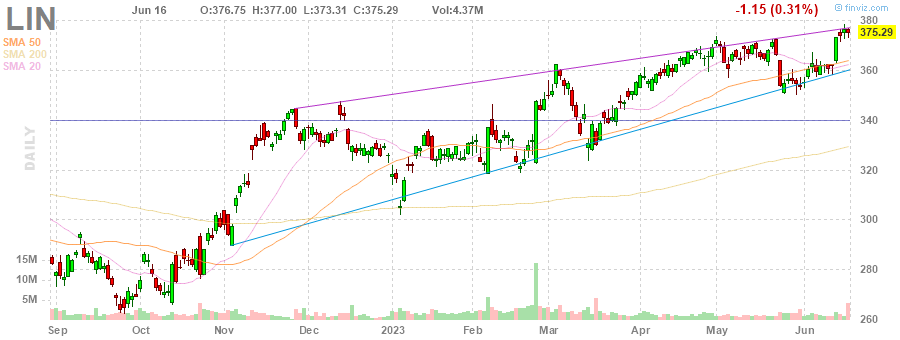 LIN
Jun 16 O:376.75 H:377.00 L:373.31 C:375.29 Vol:4.37M -1.15 (0.31%)
© finviz.com
SMA 50
SMA 200
SMA 20
DAILY
380
375.29
360
340
320
300
280
260
15M
10M
5M
Sep Oct Nov Dec 2023 Feb Mar Apr May Jun